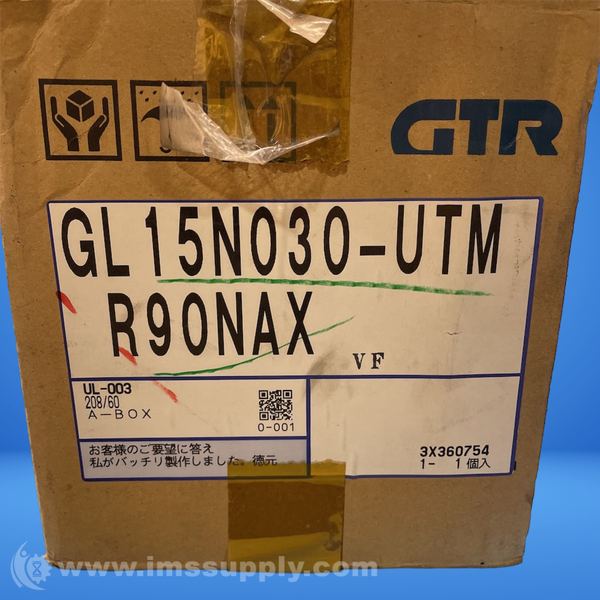 GTR
GL15N030-UTM
R90NAX VF
UL-003
208/60
A-BOX
0-001
お客様のご要望に答え
私がバッチリ製作しました。徳元
3X360754
1- 1個入
www.imssupply.com